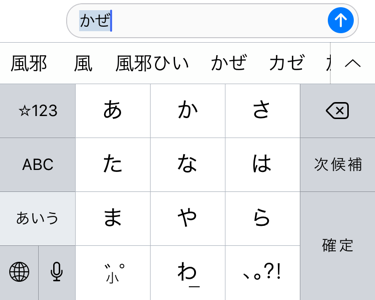 かぜ
風邪 風 風邪ひい かぜ カゼ
☆123 あ か さ
ABC た な は 次候補
あいう ま や ら 確定
゛゜小 わ_ 、。?!